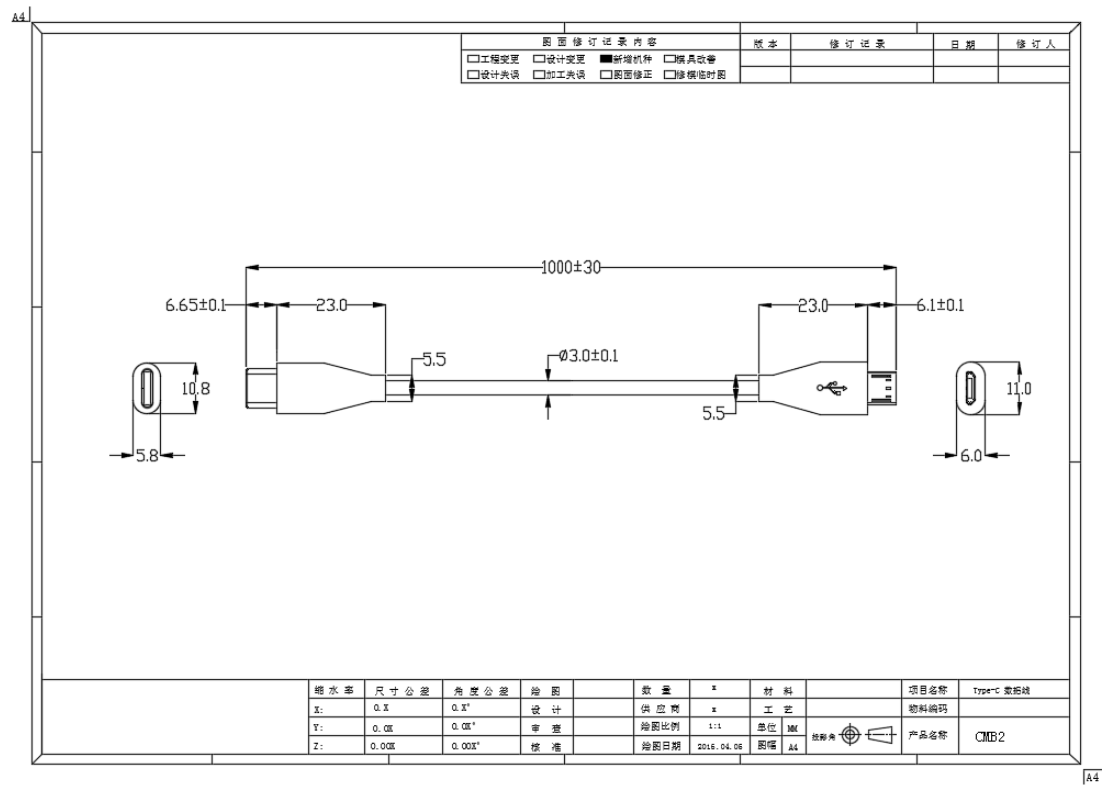 A4
图 面 修 订 记 录 内 容 版 本 修 订 记 录 日 期 修 订 人
工程变更 设计变更 新增机种 模具改善
设计失误 加工失误 图面修正 修模临时图
1000±30
6.65±0.1 23.0 23.0 6.1±0.1
5.5 Ø3.0±0.1
10.8 11.0
5.5
5.8 6.0
缩 水 率 尺 寸 公 差 角 度 公 差 绘 图 数 量 x 材 料 项目名称 Type-C 数据线
X: 0.X 0.X° 设 计 供 应 商 x 工 艺 物料编码
Y: 0.0X 0.0X° 审 查 绘图比例 1:1 单位 MM 投影角 产品名称 CMB2
Z: 0.00X 0.00X° 核 准 绘图日期 2016.04.06 图幅 A4
A4